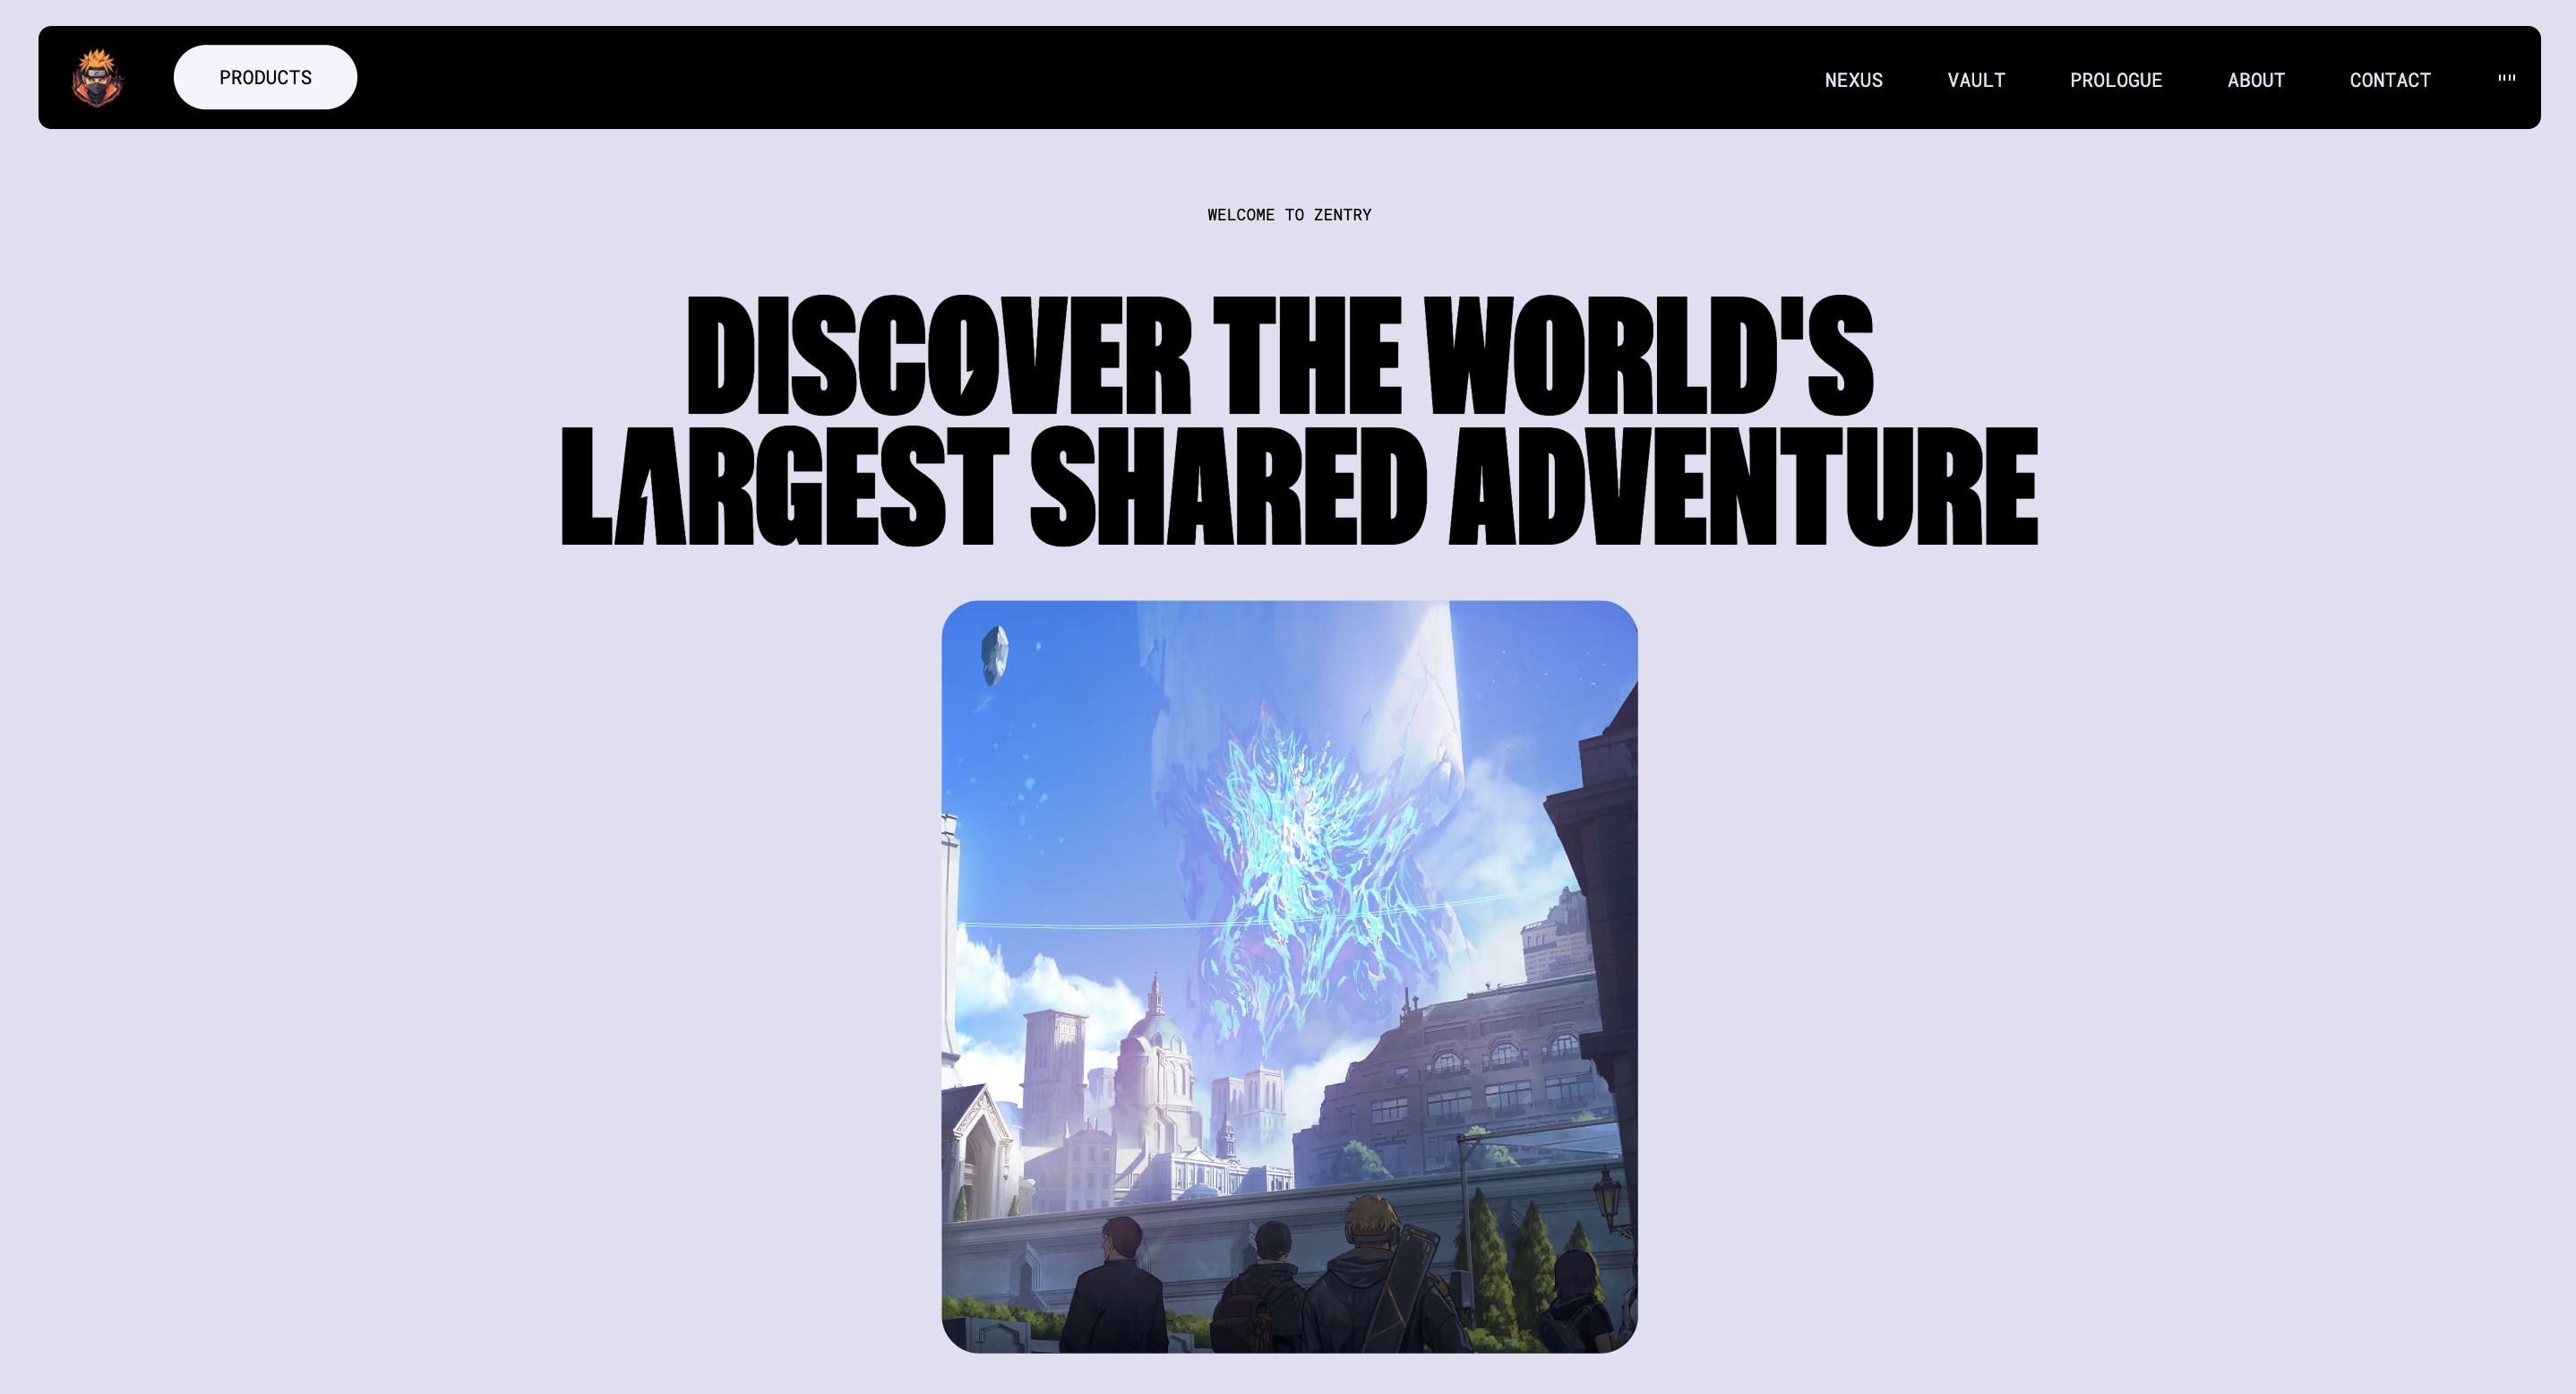 PRODUCTS
NEXUS
VAULT
PROLOGUE
ABOUT
CONTACT
WELCOME TO ZENTRY
DISCOVER THE WORLD'S
LARGEST SHARED ADVENTURE